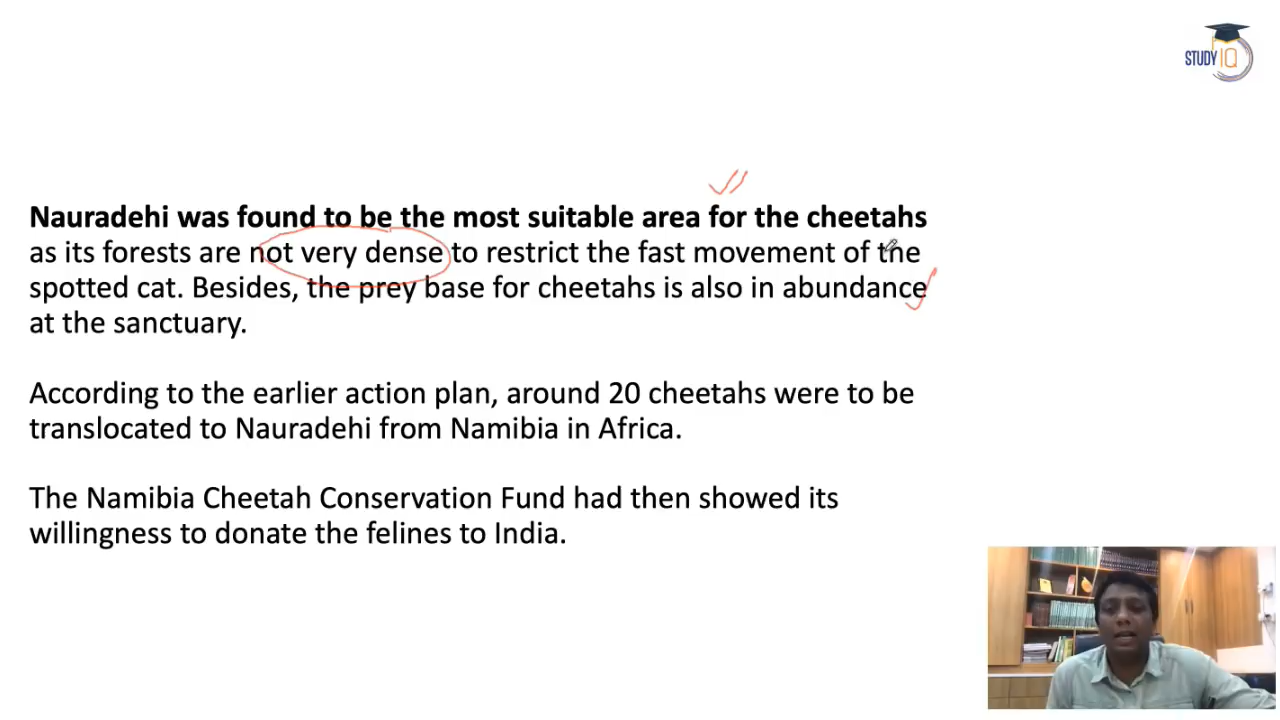 STUDY IQ
Nauradehi was found to be the most suitable area for the cheetahs
as its forests are not very dense to restrict the fast movement of the
spotted cat. Besides, the prey base for cheetahs is also in abundance
at the sanctuary.
According to the earlier action plan, around 20 cheetahs were to be
translocated to Nauradehi from Namibia in Africa.
The Namibia Cheetah Conservation Fund had then showed its
willingness to donate the felines to India.